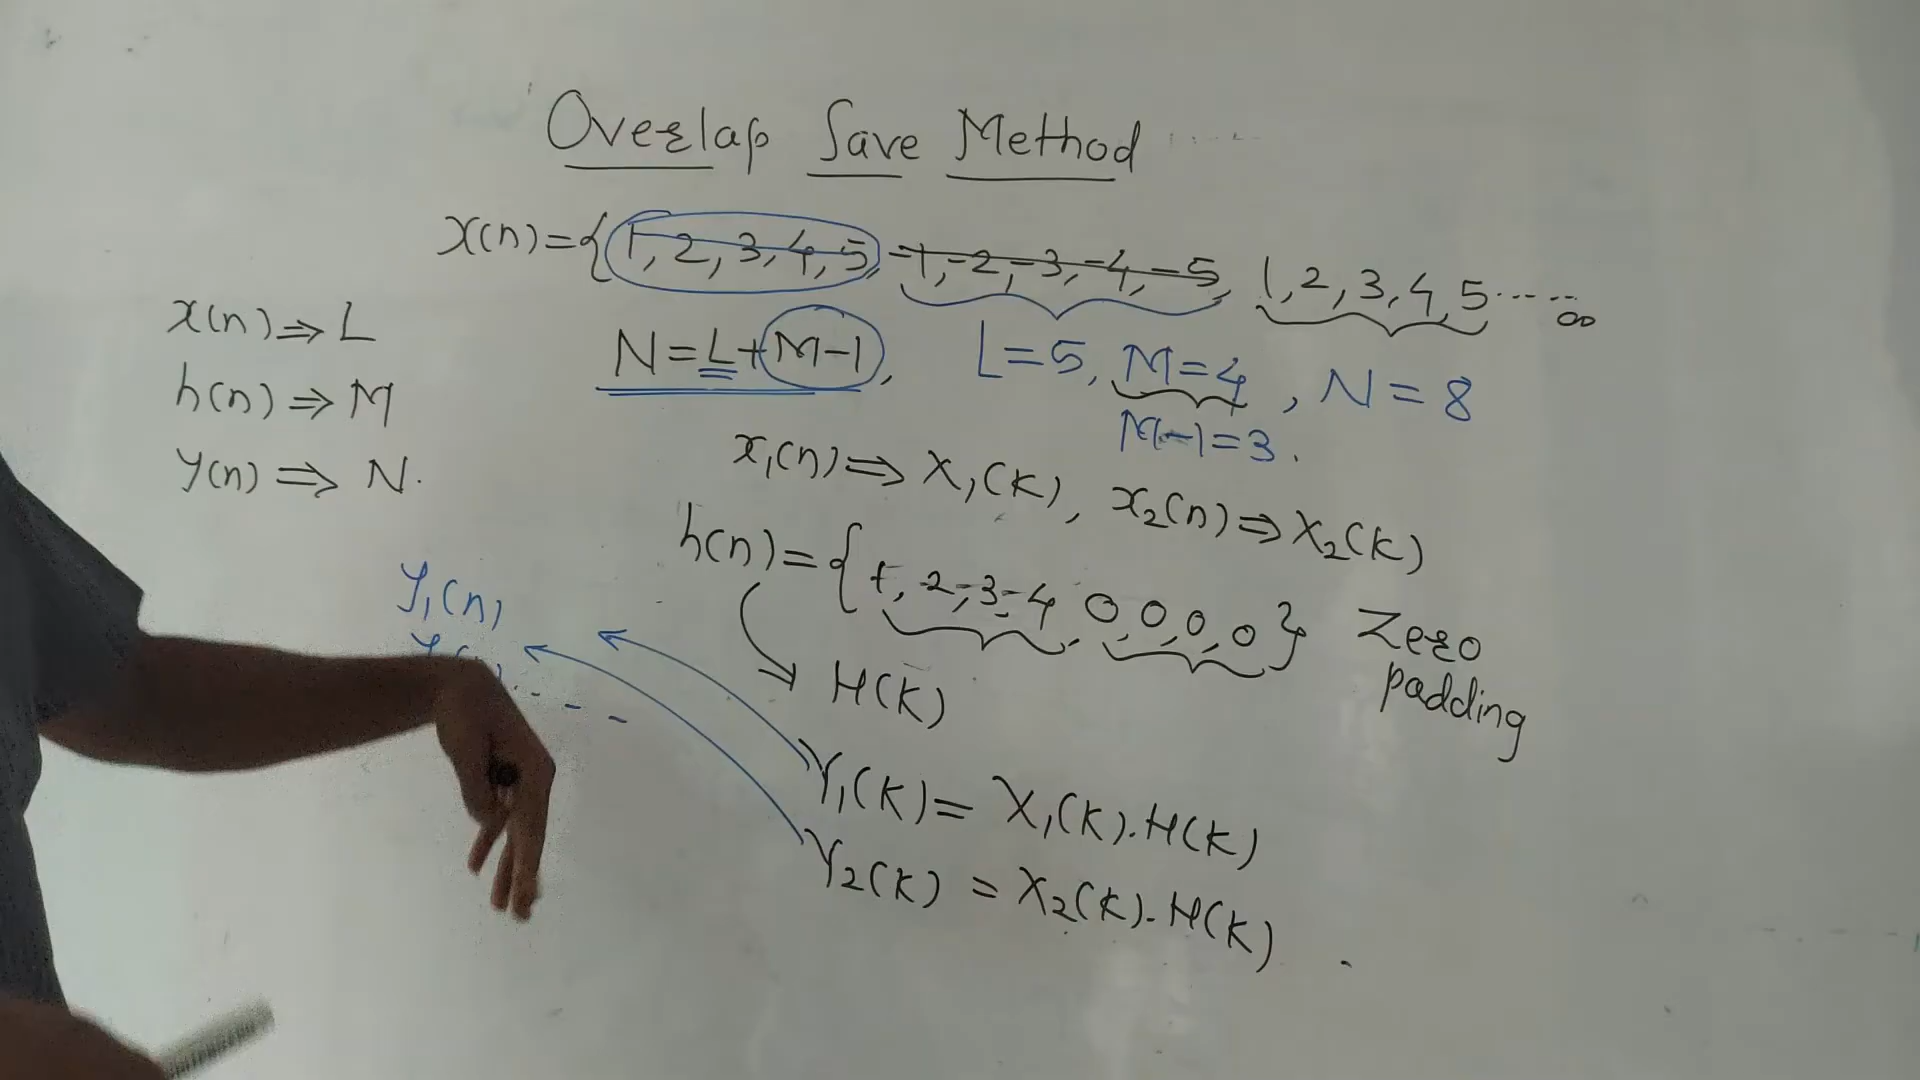 Overlap Save Method
x(n)={1, 2, 3, 4, 5, -1, -2, -3, -4, -5, 1, 2, 3, 4, 5 ...... ∞
x(n) ⇒ L
N=L+M-1, L=5, M=4, N=8
h(n) ⇒ M
M-1=3.
y(n) ⇒ N.
x₁(n) ⇒ X₁(K), x₂(n) ⇒ X₂(K)
h(n)={1, -2, -3, -4, 0, 0, 0, 0} Zero padding
y₁(n)
H(K)
Y₁(K)= X₁(K).H(K)
Y₂(K) = X₂(K).H(K)